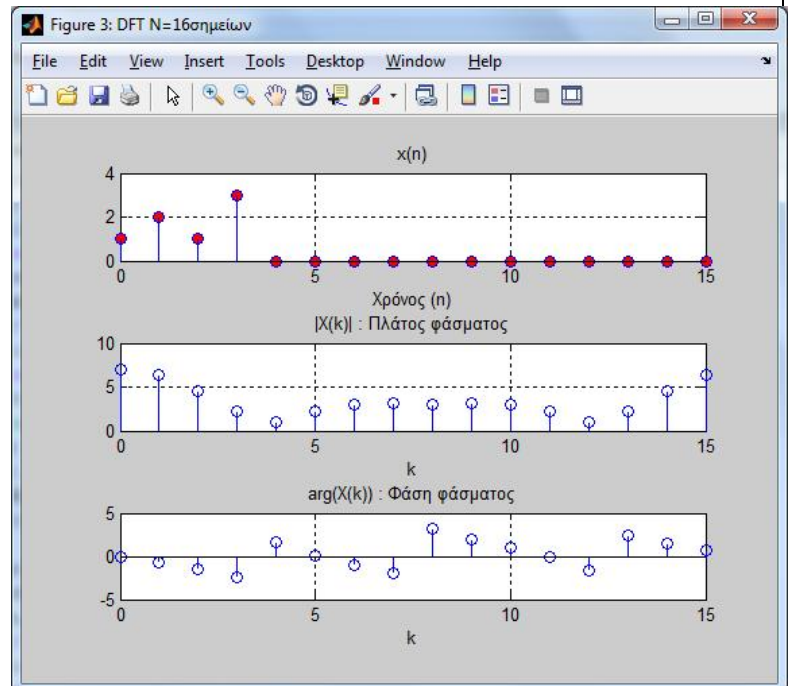 Figure 3: DFT N=16σημείων
File Edit View Insert Tools Desktop Window Help
x(n)
4
2
0
0 5 10 15
Χρόνος (n)
|X(k)| : Πλάτος φάσματος
10
5
0
0 5 10 15
k
arg(X(k)) : Φάση φάσματος
5
0
-5
0 5 10 15
k